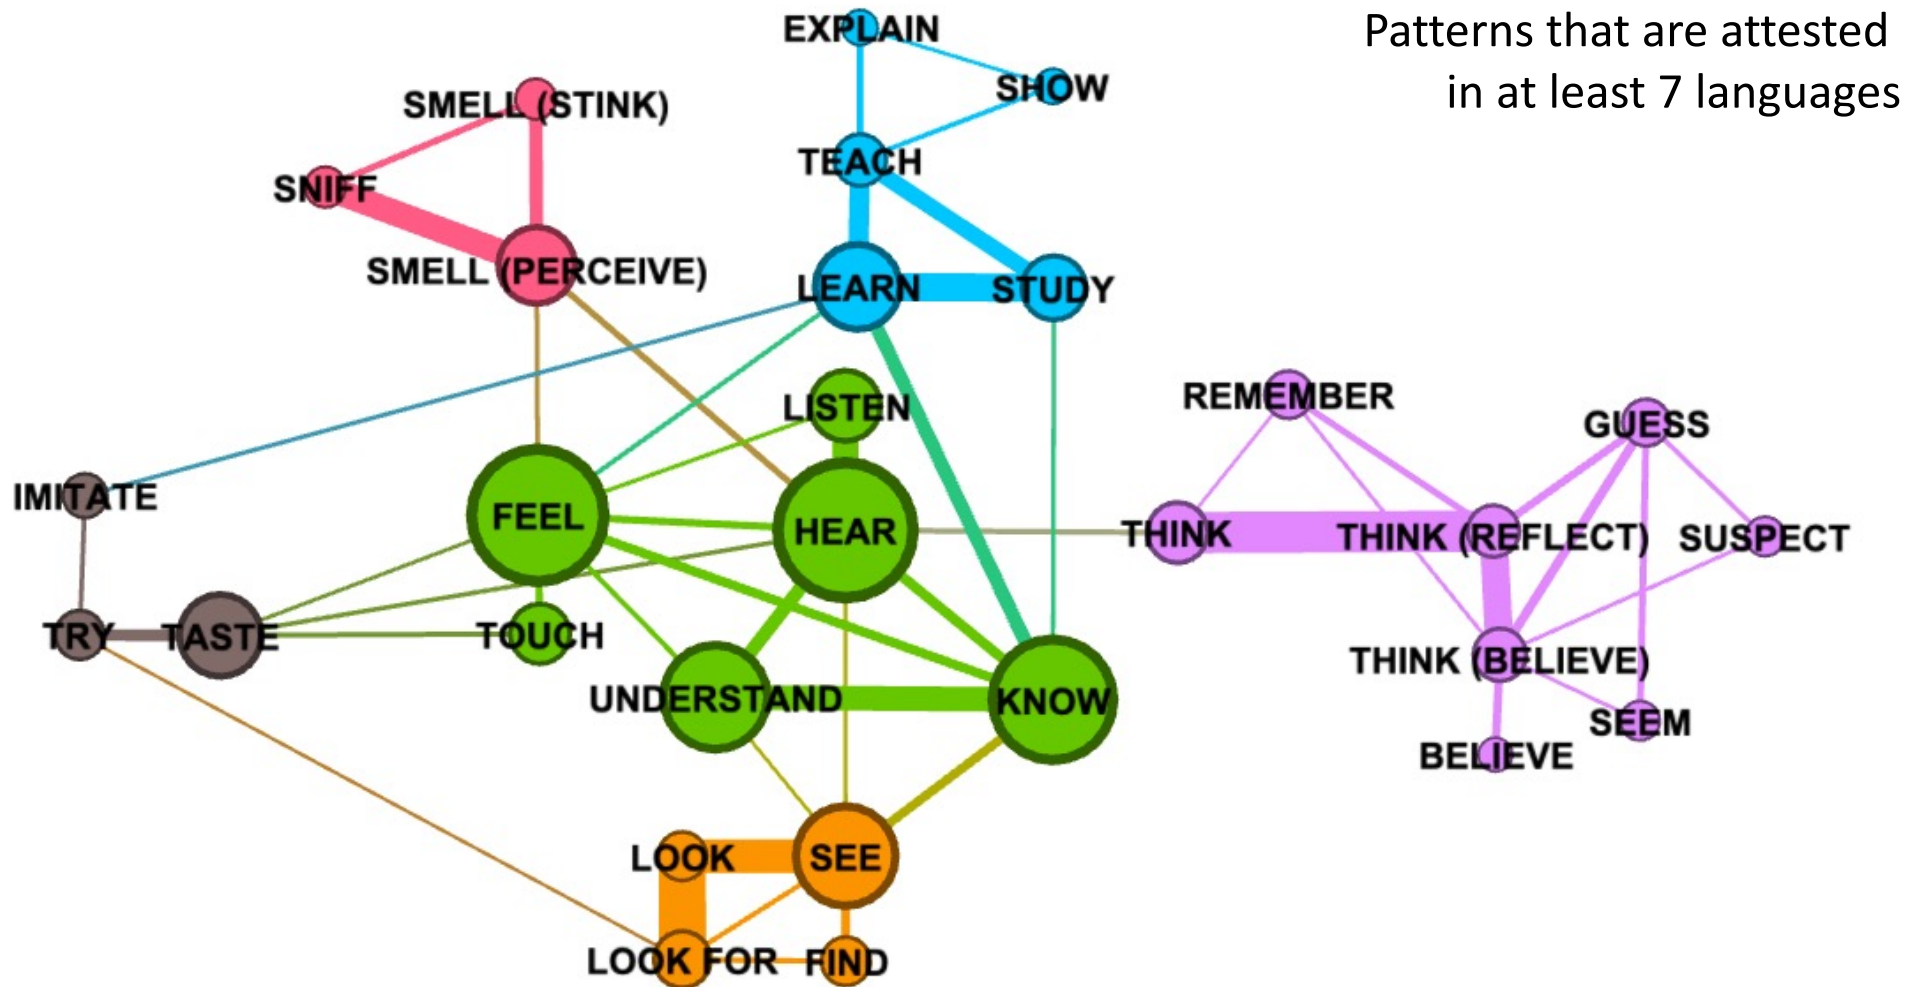 Patterns that are attested
in at least 7 languages
EXPLAIN
SHOW
SMELL (STINK)
TEACH
SNIFF
SMELL (PERCEIVE)
LEARN
STUDY
REMEMBER
LISTEN
GUESS
IMITATE
FEEL
HEAR
THINK
THINK (REFLECT)
SUSPECT
TRY
TASTE
TOUCH
THINK (BELIEVE)
UNDERSTAND
KNOW
SEEM
BELIEVE
LOOK
SEE
LOOK FOR
FIND